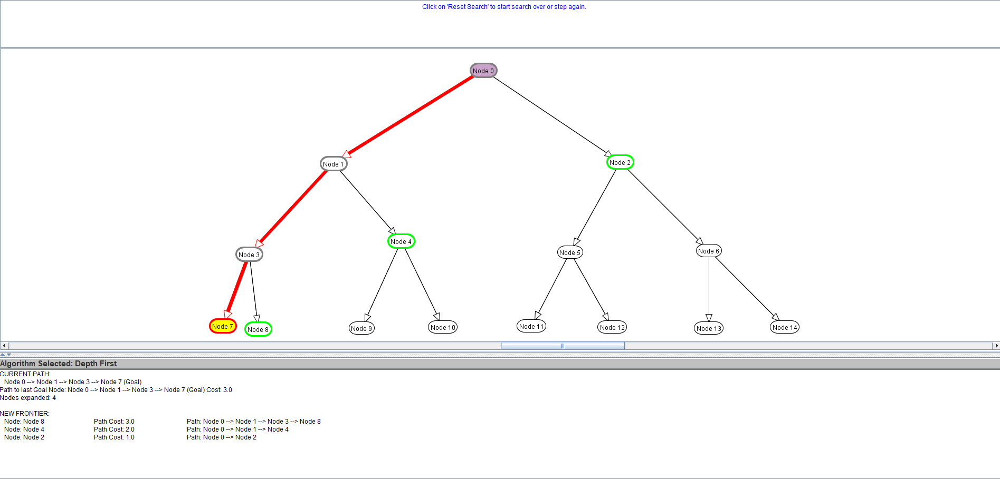 Click on 'Reset Search' to start search over or step again.
Node 0
Node 1
Node 2
Node 3
Node 4
Node 5
Node 6
Node 7
Node 8
Node 9
Node 10
Node 11
Node 12
Node 13
Node 14
Algorithm Selected: Depth First
CURRENT PATH:
Node 0 --> Node 1 --> Node 3 --> Node 7 (Goal)
Path to last Goal Node: Node 0 --> Node 1 --> Node 3 --> Node 7 (Goal) Cost: 3.0
Nodes expanded: 4
NEW FRONTIER:
Node: Node 8 Path Cost: 3.0 Path: Node 0 --> Node 1 --> Node 3 --> Node 8
Node: Node 4 Path Cost: 2.0 Path: Node 0 --> Node 1 --> Node 4
Node: Node 2 Path Cost: 1.0 Path: Node 0 --> Node 2